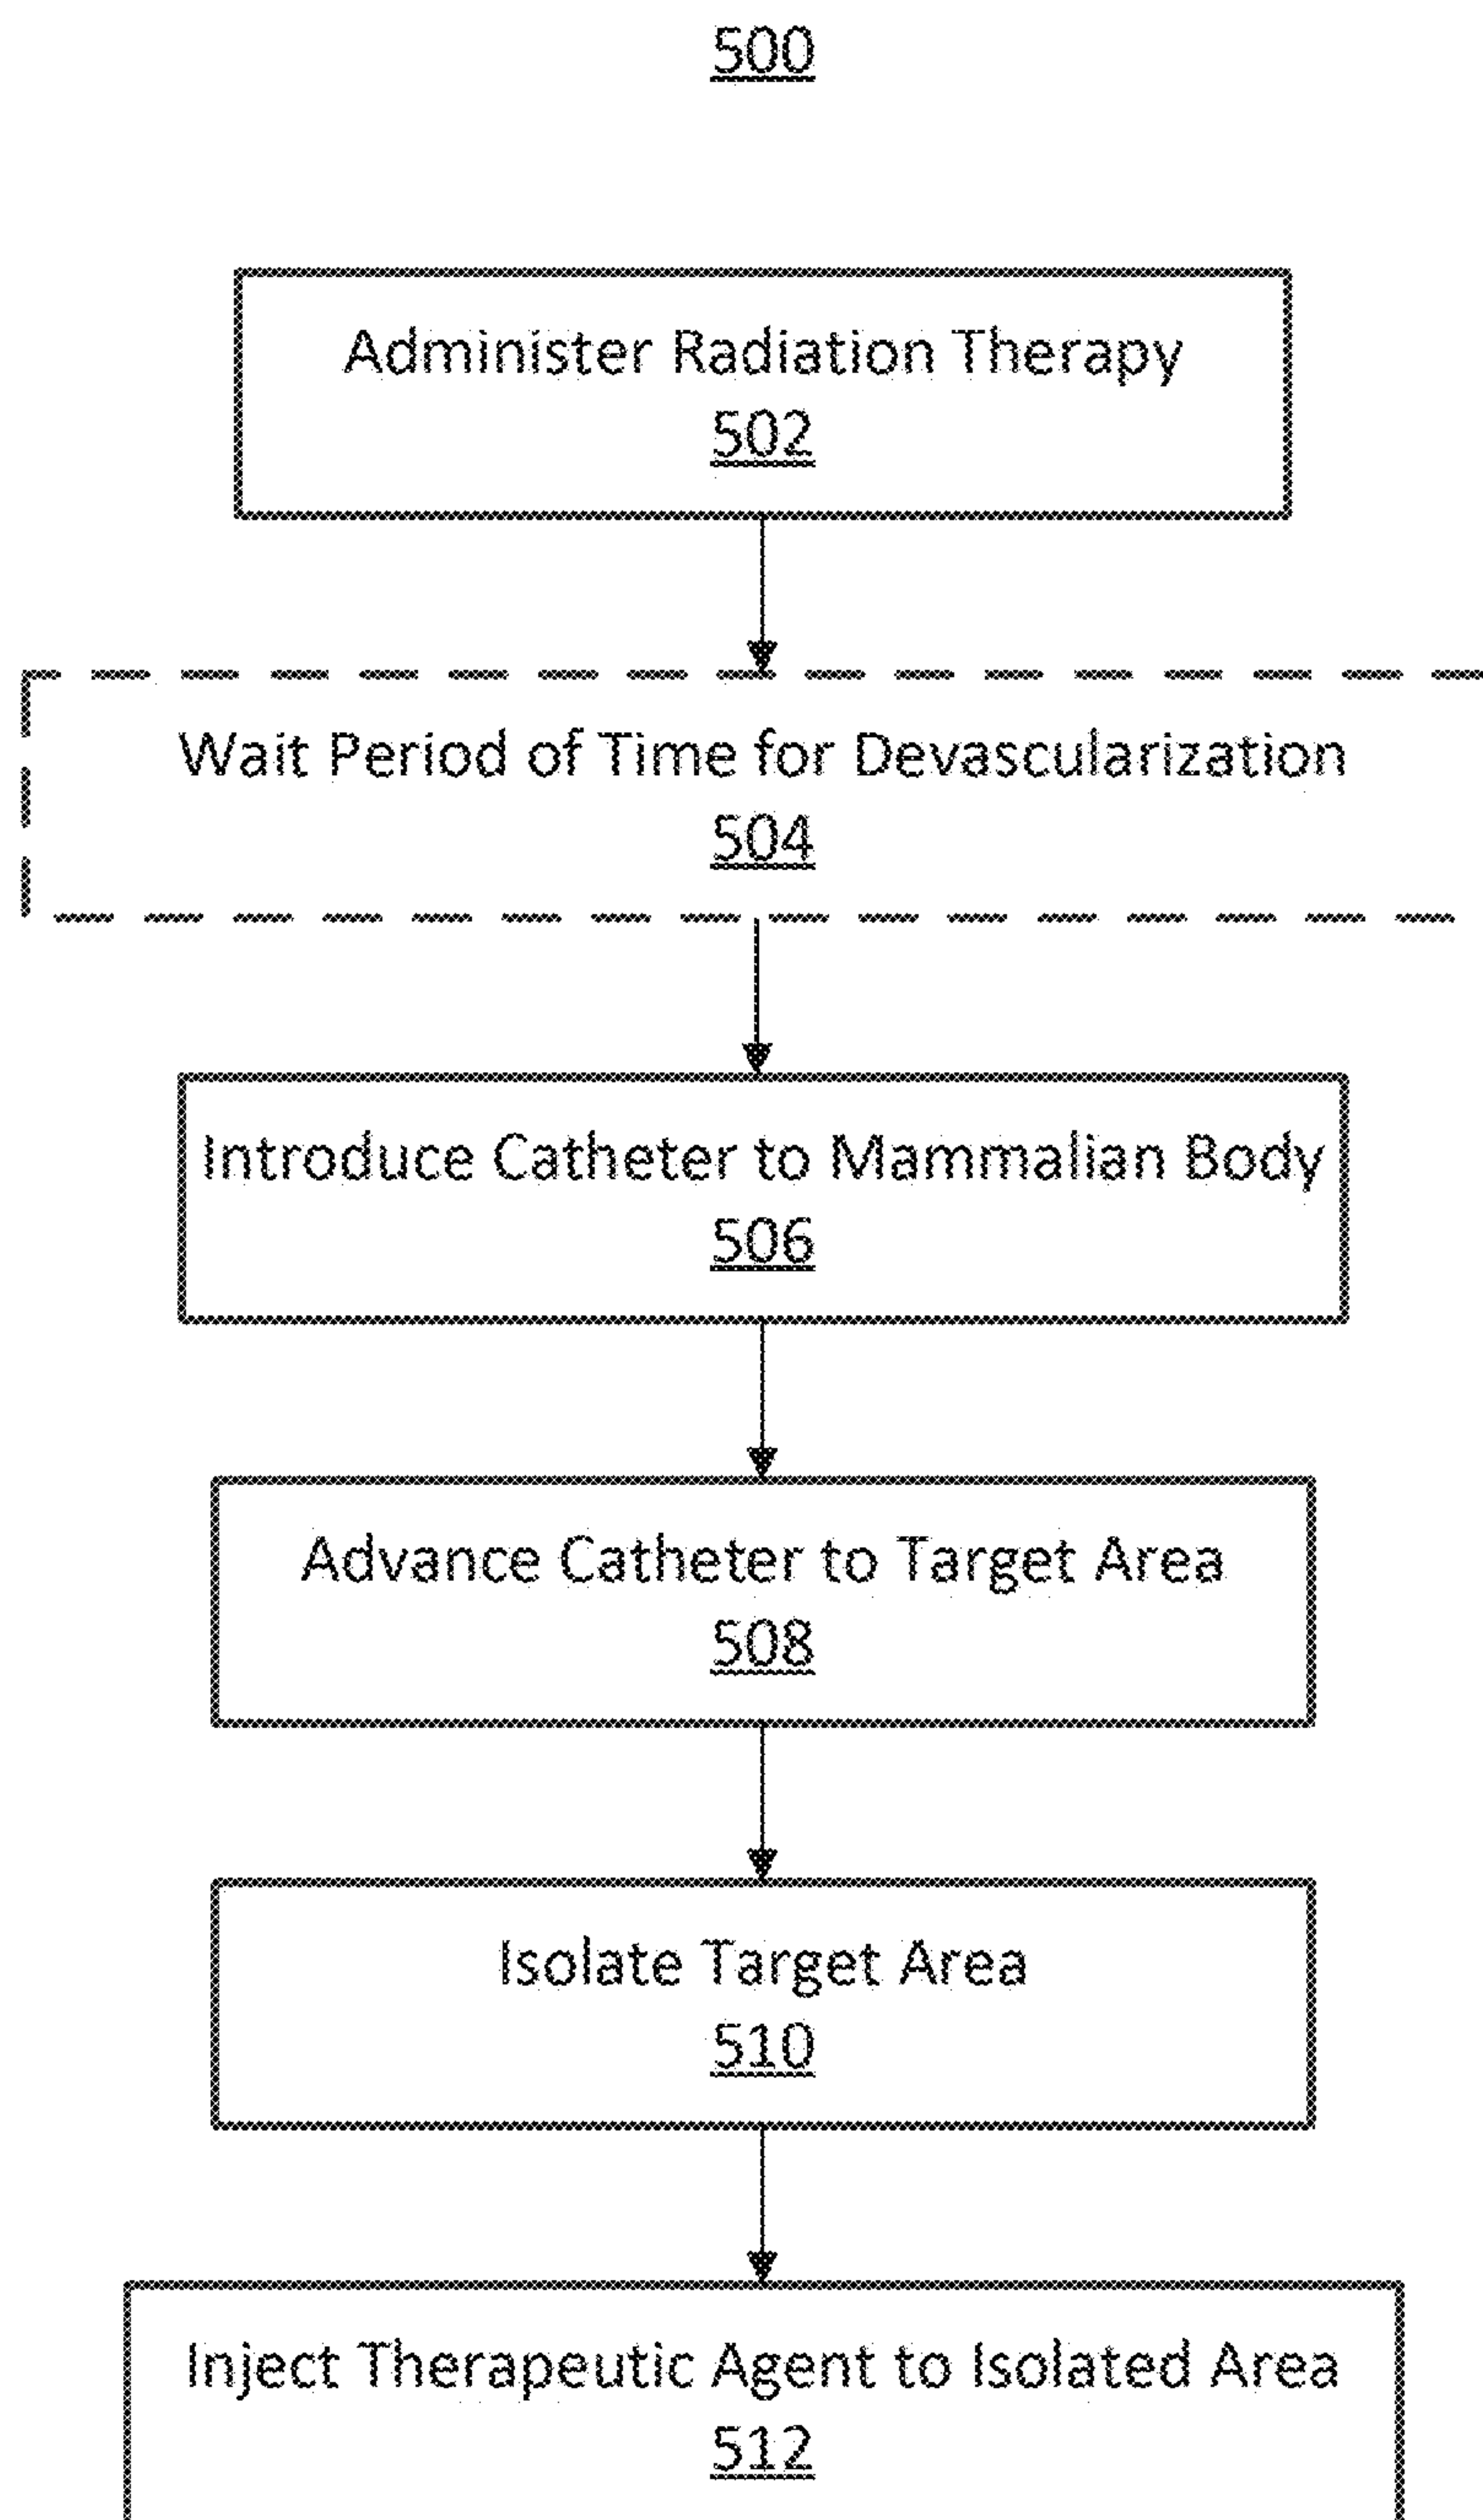 500
Administer Radiation Therapy
502
Wait Period of Time for Devascularization
504
Introduce Catheter to Mammalian Body
506
Advance Catheter to Target Area
508
Isolate Target Area
510
Inject Therapeutic Agent to Isolated Area
512